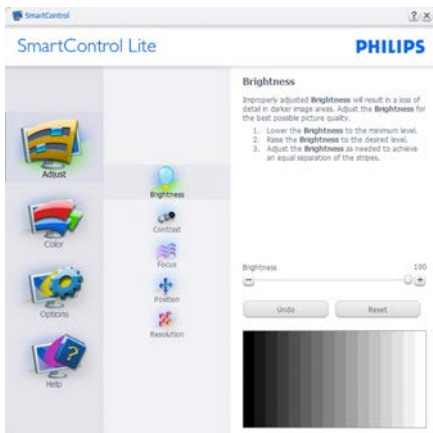 SmartControl
SmartControl Lite
PHILIPS
Adjust
Color
Options
Help
Brightness
Contrast
Focus
Position
Resolution
Brightness
Improperly adjusted Brightness will result in a loss of
detail in darker image areas. Adjust the Brightness for
the best possible picture quality.
1. Lower the Brightness to the minimum level.
2. Raise the Brightness to the desired level.
3. Adjust the Brightness as needed to achieve
an equal separation of the stripes.
Brightness 100
Undo Reset